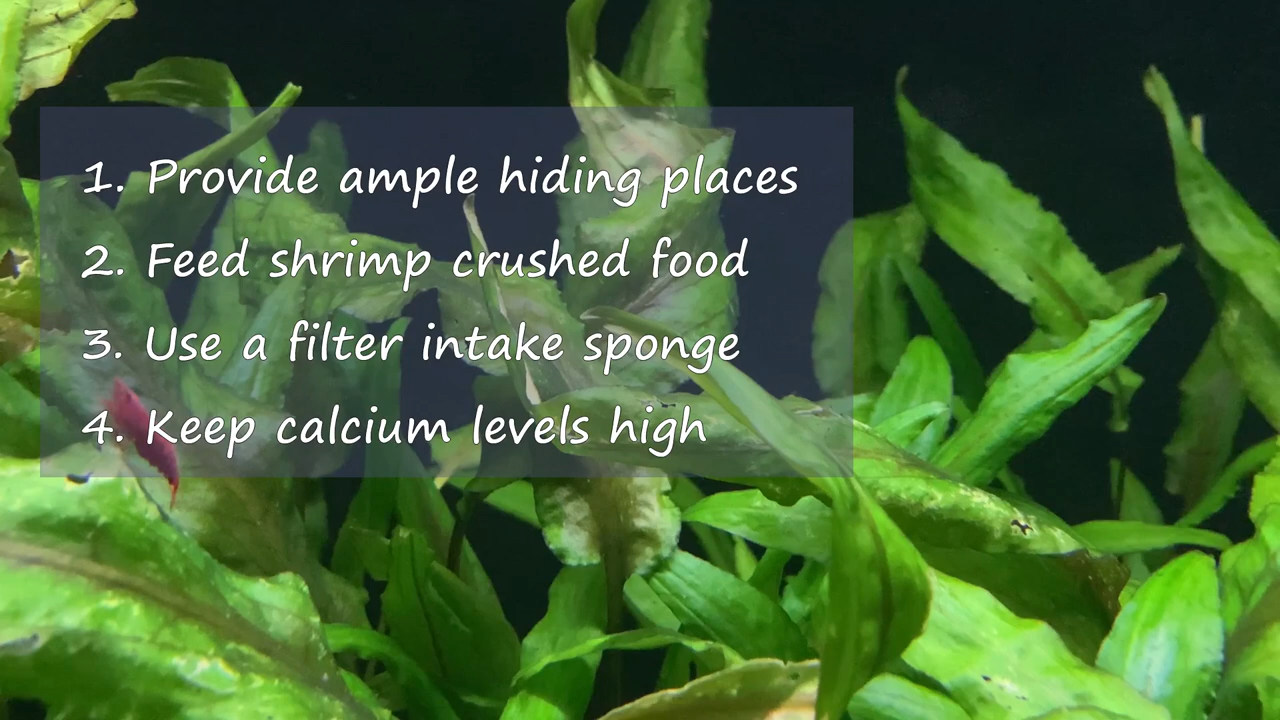 1. Provide ample hiding places
2. Feed shrimp crushed food
3. Use a filter intake sponge
4. Keep calcium levels high